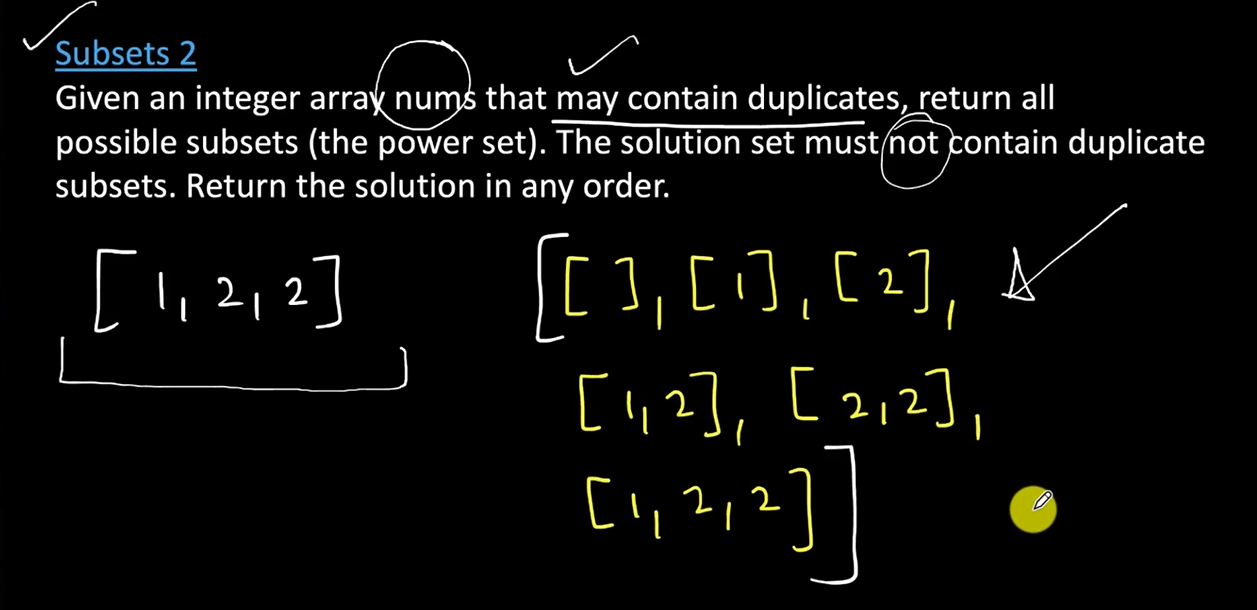 Subsets 2
Given an integer array nums that may contain duplicates, return all
possible subsets (the power set). The solution set must not contain duplicate
subsets. Return the solution in any order.
[1, 2, 2] [[ ], [1], [2],
[1, 2], [2, 2],
[1, 2, 2]]